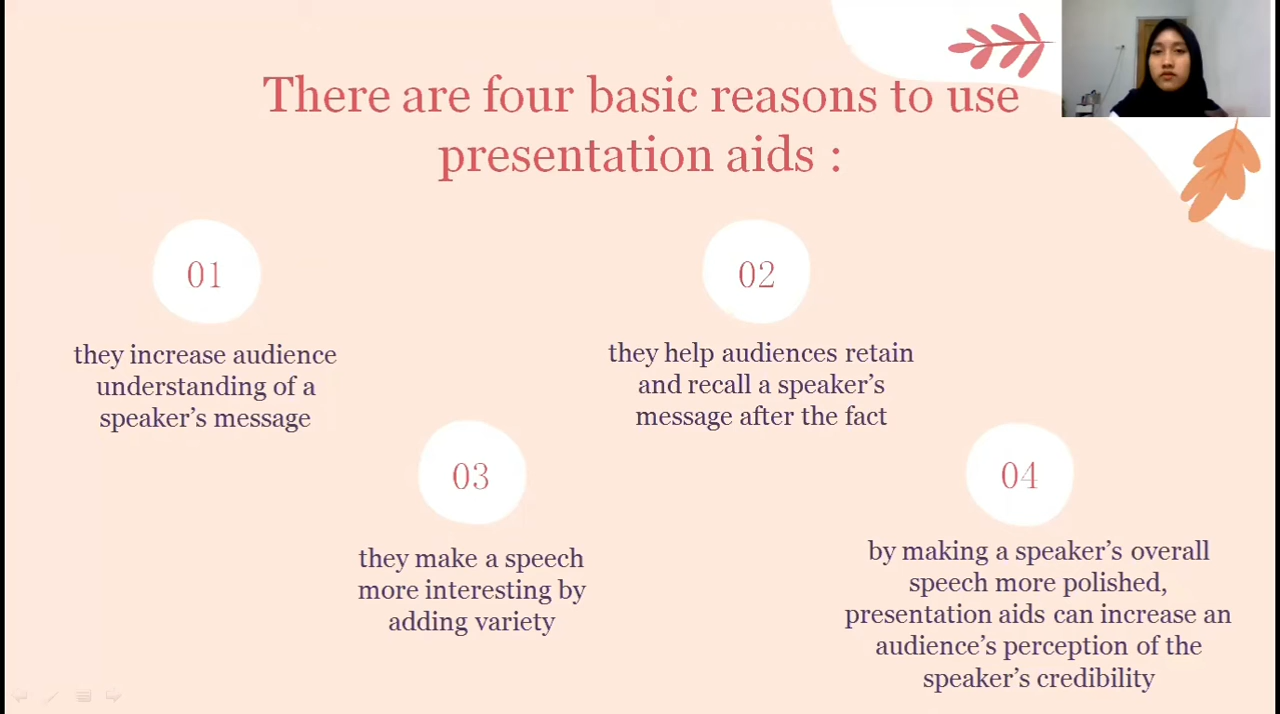 There are four basic reasons to use
presentation aids :
01
they increase audience
understanding of a
speaker’s message
02
they help audiences retain
and recall a speaker’s
message after the fact
03
they make a speech
more interesting by
adding variety
04
by making a speaker’s overall
speech more polished,
presentation aids can increase an
audience’s perception of the
speaker’s credibility